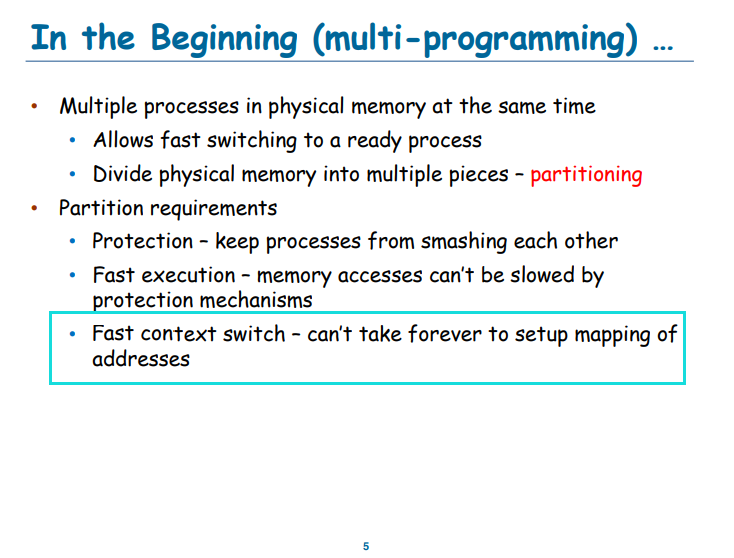 In the Beginning (multi-programming) …
• Multiple processes in physical memory at the same time
• Allows fast switching to a ready process
• Divide physical memory into multiple pieces – partitioning
• Partition requirements
• Protection – keep processes from smashing each other
• Fast execution – memory accesses can't be slowed by
protection mechanisms
• Fast context switch – can't take forever to setup mapping of
addresses
5